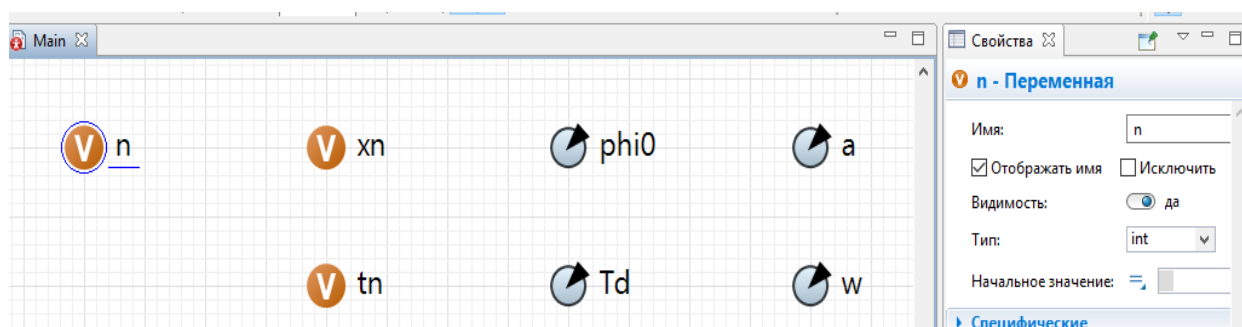 Main
Свойства
V n - Переменная
V n
V xn
phi0
a
V tn
Td
w
Имя:
n
Отображать имя Исключить
Видимость: да
Тип: int
Начальное значение:
Специфические